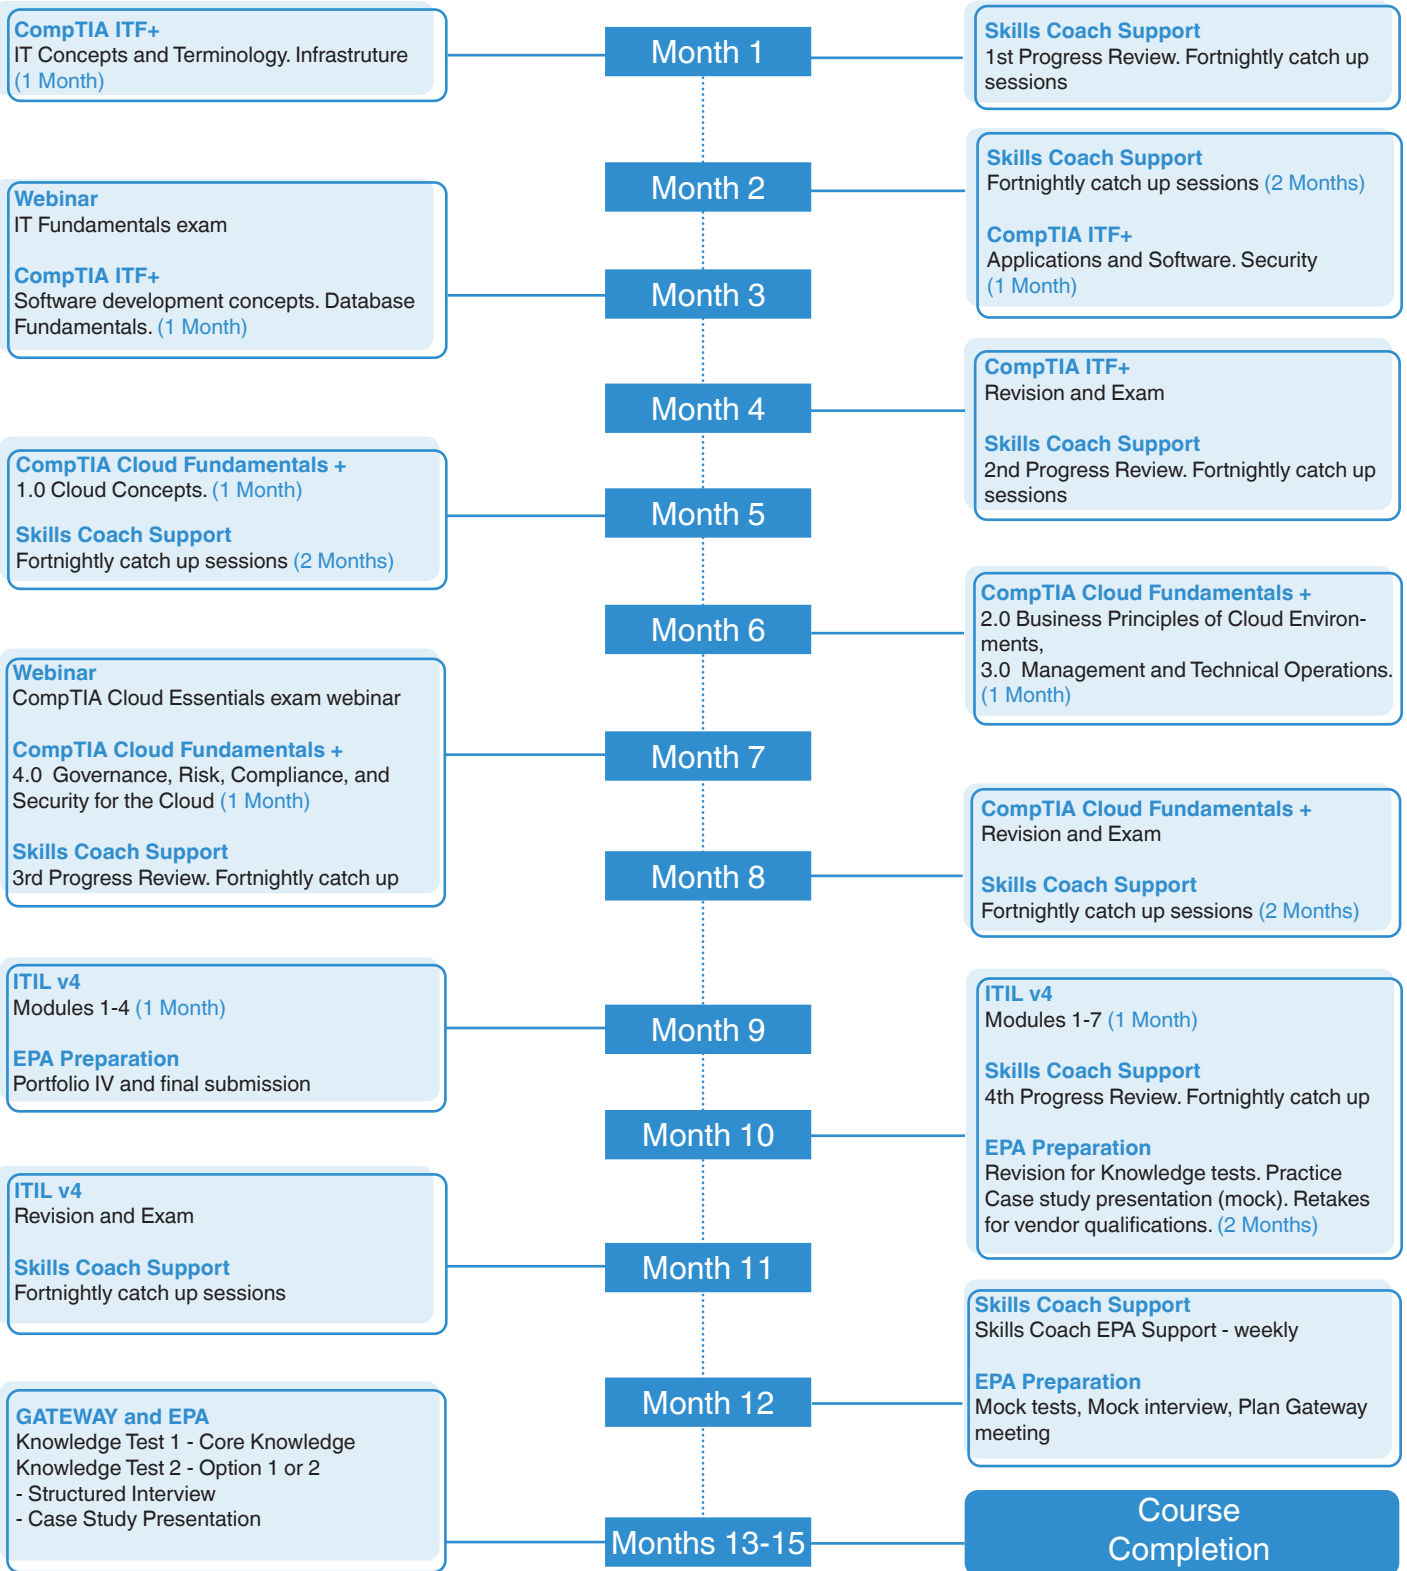 CompTIA ITF+
IT Concepts and Terminology. Infrastruture
(1 Month)
Month 1
Skills Coach Support
1st Progress Review. Fortnightly catch up
sessions
Month 2
Skills Coach Support
Fortnightly catch up sessions (2 Months)
CompTIA ITF+
Applications and Software. Security
(1 Month)
Webinar
IT Fundamentals exam
CompTIA ITF+
Software development concepts. Database
Fundamentals. (1 Month)
Month 3
Month 4
CompTIA ITF+
Revision and Exam
Skills Coach Support
2nd Progress Review. Fortnightly catch up
sessions
CompTIA Cloud Fundamentals +
1.0 Cloud Concepts. (1 Month)
Skills Coach Support
Fortnightly catch up sessions (2 Months)
Month 5
Month 6
CompTIA Cloud Fundamentals +
2.0 Business Principles of Cloud Environ-
ments,
3.0 Management and Technical Operations.
(1 Month)
Webinar
CompTIA Cloud Essentials exam webinar
CompTIA Cloud Fundamentals +
4.0 Governance, Risk, Compliance, and
Security for the Cloud (1 Month)
Skills Coach Support
3rd Progress Review. Fortnightly catch up
Month 7
Month 8
CompTIA Cloud Fundamentals +
Revision and Exam
Skills Coach Support
Fortnightly catch up sessions (2 Months)
ITIL v4
Modules 1-4 (1 Month)
EPA Preparation
Portfolio IV and final submission
Month 9
Month 10
ITIL v4
Modules 1-7 (1 Month)
Skills Coach Support
4th Progress Review. Fortnightly catch up
EPA Preparation
Revision for Knowledge tests. Practice
Case study presentation (mock). Retakes
for vendor qualifications. (2 Months)
ITIL v4
Revision and Exam
Skills Coach Support
Fortnightly catch up sessions
Month 11
Month 12
Skills Coach Support
Skills Coach EPA Support - weekly
EPA Preparation
Mock tests, Mock interview, Plan Gateway
meeting
GATEWAY and EPA
Knowledge Test 1 - Core Knowledge
Knowledge Test 2 - Option 1 or 2
- Structured Interview
- Case Study Presentation
Months 13-15
Course
Completion